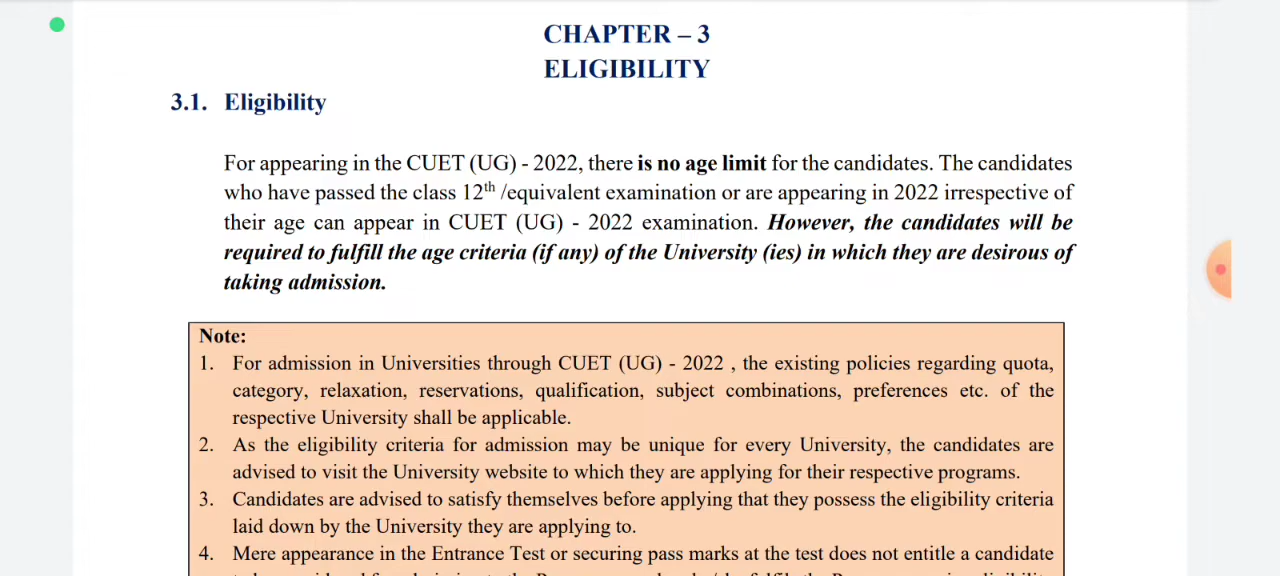 CHAPTER – 3
ELIGIBILITY
3.1. Eligibility
For appearing in the CUET (UG) - 2022, there is no age limit for the candidates. The candidates
who have passed the class 12th /equivalent examination or are appearing in 2022 irrespective of
their age can appear in CUET (UG) - 2022 examination. However, the candidates will be
required to fulfill the age criteria (if any) of the University (ies) in which they are desirous of
taking admission.
Note:
1. For admission in Universities through CUET (UG) - 2022 , the existing policies regarding quota,
category, relaxation, reservations, qualification, subject combinations, preferences etc. of the
respective University shall be applicable.
2. As the eligibility criteria for admission may be unique for every University, the candidates are
advised to visit the University website to which they are applying for their respective programs.
3. Candidates are advised to satisfy themselves before applying that they possess the eligibility criteria
laid down by the University they are applying to.
4. Mere appearance in the Entrance Test or securing pass marks at the test does not entitle a candidate